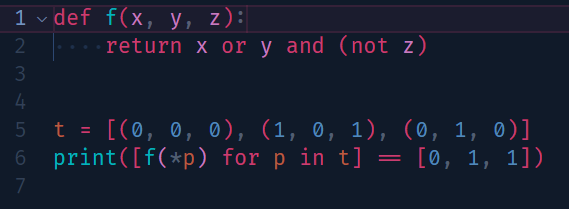 1 def f(x, y, z):
2     return x or y and (not z)
3
4
5 t = [(0, 0, 0), (1, 0, 1), (0, 1, 0)]
6 print([f(*p) for p in t] == [0, 1, 1])
7